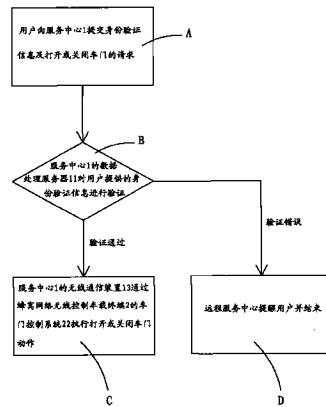 用户向服务中心1提交身份验证
信息及打开或关闭车门的请求
A
B
服务中心1的数据
处理服务器11对用户提供的身
份验证信息进行验证
验证通过
验证错误
服务中心1的无线通信装置13通过
蜂窝网络无线控制车载终端2的车
门控制系统22执行打开或关闭车门
动作
远程服务中心提醒用户并结束
C
D